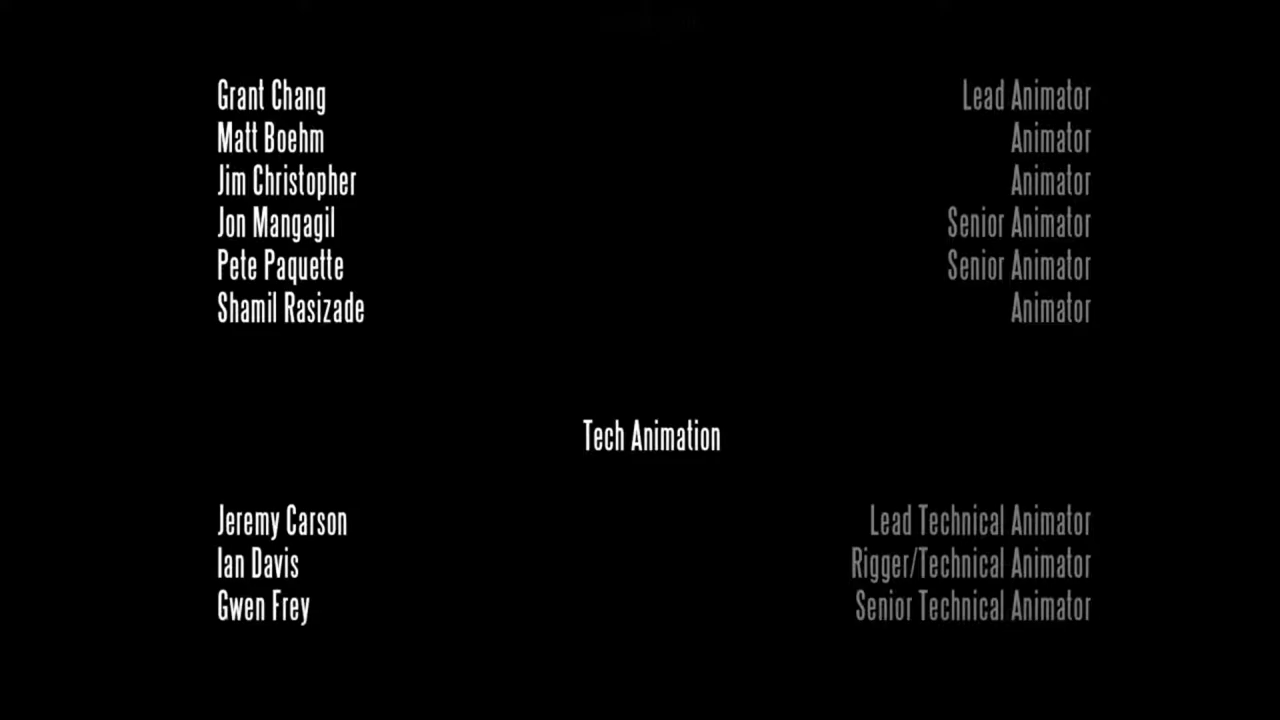 Grant Chang Lead Animator
Matt Boehm Animator
Jim Christopher Animator
Jon Mangagil Senior Animator
Pete Paquette Senior Animator
Shamil Rasizade Animator
Tech Animation
Jeremy Carson Lead Technical Animator
Ian Davis Rigger/Technical Animator
Gwen Frey Senior Technical Animator